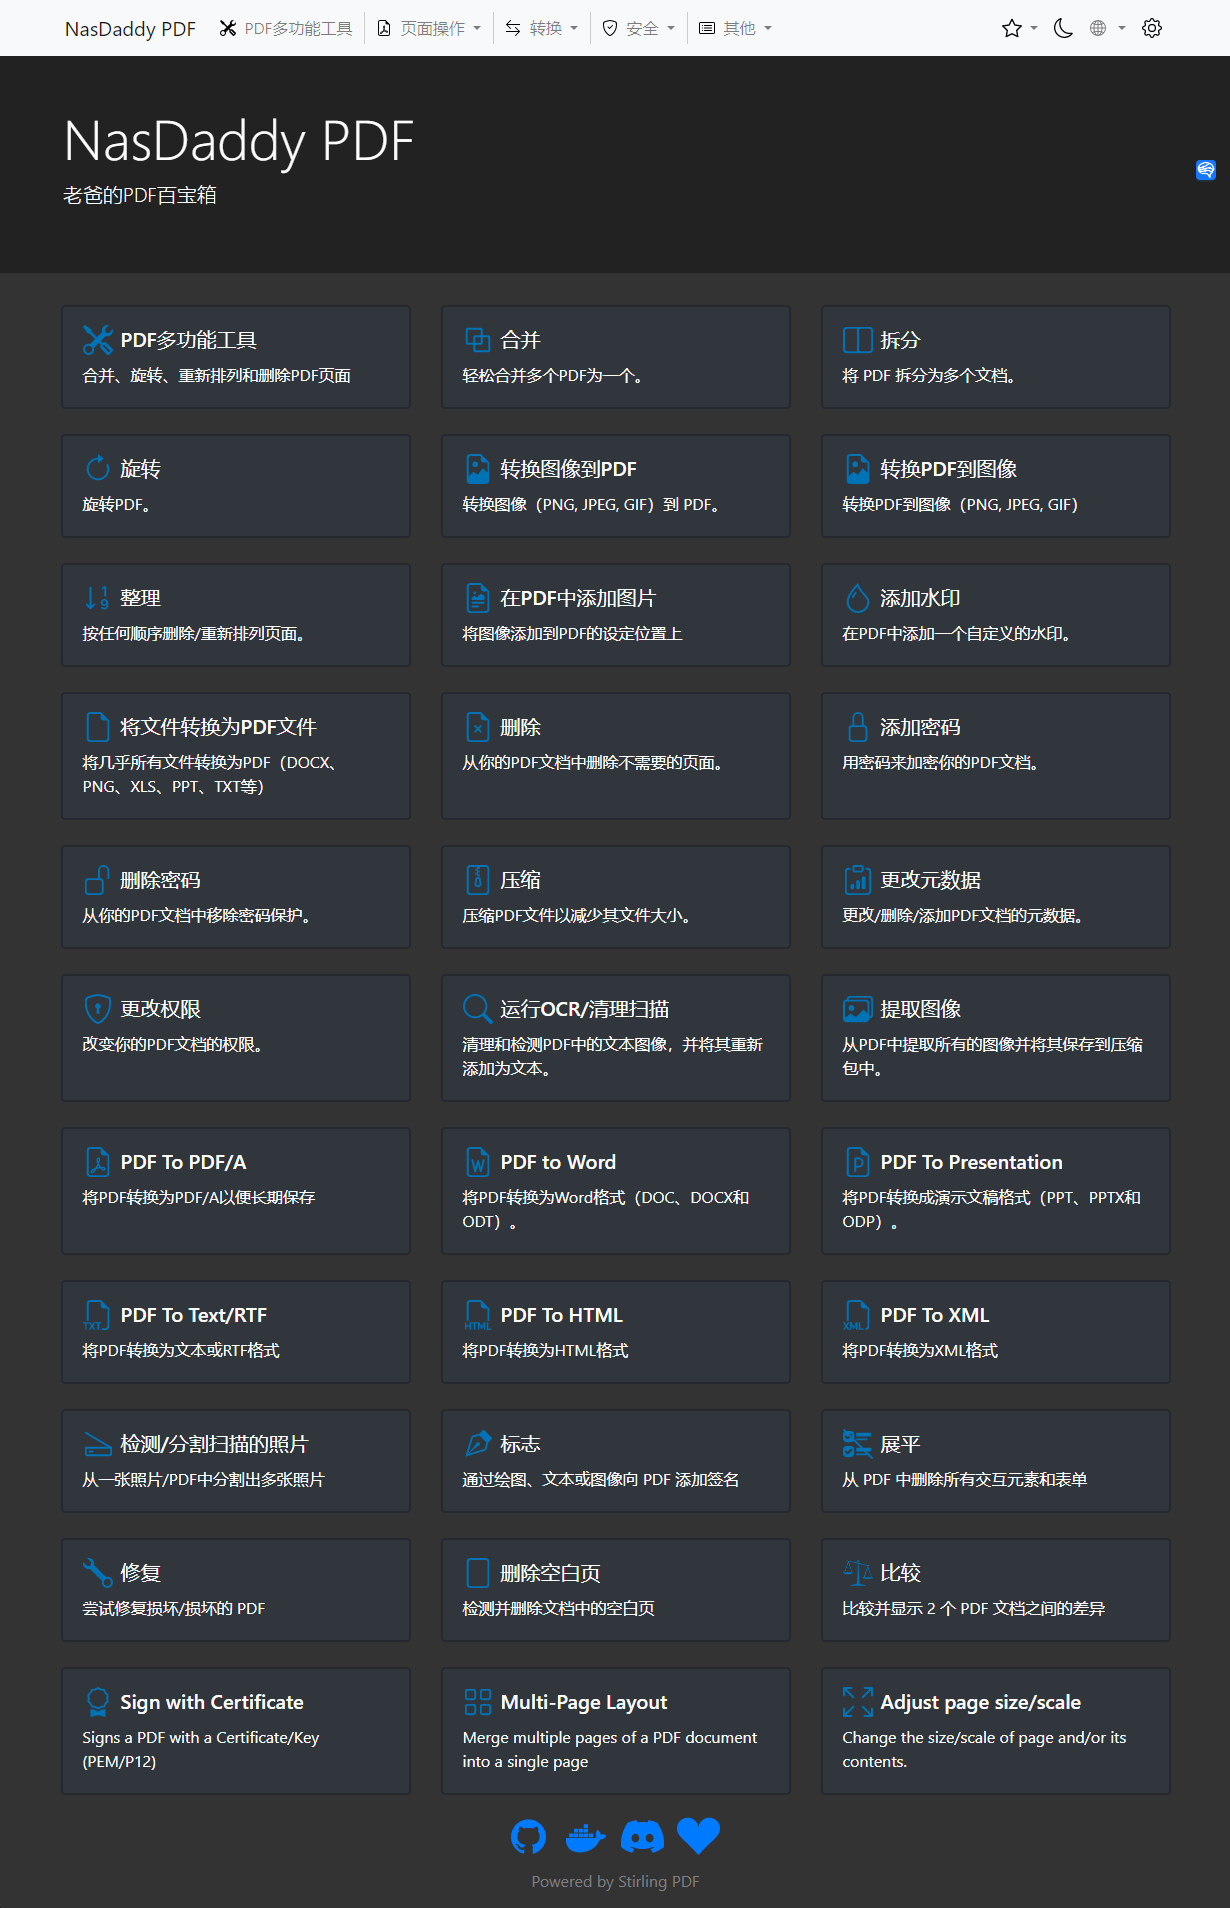 NasDaddy PDF
PDF多功能工具
页面操作
转换
安全
其他
NasDaddy PDF
老爸的PDF百宝箱
PDF多功能工具
合并、旋转、重新排列和删除PDF页面
合并
轻松合并多个PDF为一个。
拆分
将 PDF 拆分为多个文档。
旋转
旋转PDF。
转换图像到PDF
转换图像（PNG, JPEG, GIF）到 PDF。
转换PDF到图像
转换PDF到图像（PNG, JPEG, GIF）
整理
按任何顺序删除/重新排列页面。
在PDF中添加图片
将图像添加到PDF的设定位置上
添加水印
在PDF中添加一个自定义的水印。
将文件转换为PDF文件
将几乎所有文件转换为PDF（DOCX、
PNG、XLS、PPT、TXT等）
删除
从你的PDF文档中删除不需要的页面。
添加密码
用密码来加密你的PDF文档。
删除密码
从你的PDF文档中移除密码保护。
压缩
压缩PDF文件以减少其文件大小。
更改元数据
更改/删除/添加PDF文档的元数据。
更改权限
改变你的PDF文档的权限。
运行OCR/清理扫描
清理和检测PDF中的文本图像，并将其重新
添加为文本。
提取图像
从PDF中提取所有的图像并将其保存到压缩
包中。
PDF To PDF/A
将PDF转换为PDF/A以便长期保存
PDF to Word
将PDF转换为Word格式（DOC、DOCX和
ODT）。
PDF To Presentation
将PDF转换成演示文稿格式（PPT、PPTX和
ODP）。
TXT
PDF To Text/RTF
将PDF转换为文本或RTF格式
HTML
PDF To HTML
将PDF转换为HTML格式
XML
PDF To XML
将PDF转换为XML格式
检测/分割扫描的照片
从一张照片/PDF中分割出多张照片
标志
通过绘图、文本或图像向 PDF 添加签名
展平
从 PDF 中删除所有交互元素和表单
修复
尝试修复损坏/损坏的 PDF
删除空白页
检测并删除文档中的空白页
比较
比较并显示 2 个 PDF 文档之间的差异
Sign with Certificate
Signs a PDF with a Certificate/Key
(PEM/P12)
Multi-Page Layout
Merge multiple pages of a PDF document
into a single page
Adjust page size/scale
Change the size/scale of page and/or its
contents.
Powered by Stirling PDF